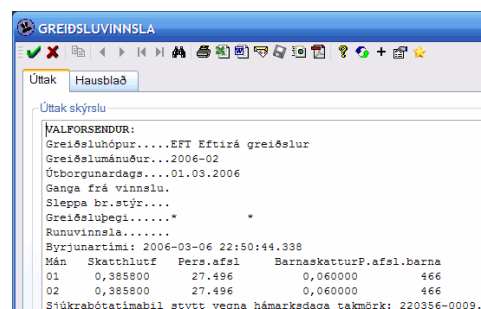 GREIÐSLUVINNSLA
Úttak Hausblað
Úttak skýrslu
VALFORSENDUR:
Greiðsluhópur.....EFT Eftirá greiðslur
Greiðslumánuður...2006-02
Útborgunardags....01.03.2006
Ganga frá vinnslu.
Sleppa br.stýr....
Greiðsluþegi......* *
Runuvinnsla.......
Byrjunartími: 2006-03-06 22:50:44.338
Mán Skatthlutf Pers.afsl BarnaskatturP.afsl.barna
01 0,385800 27.496 0,060000 466
02 0,385800 27.496 0,060000 466
Sjúkrabótatímabil stytt vegna hámarksdaga takmörk: 220356-0009.